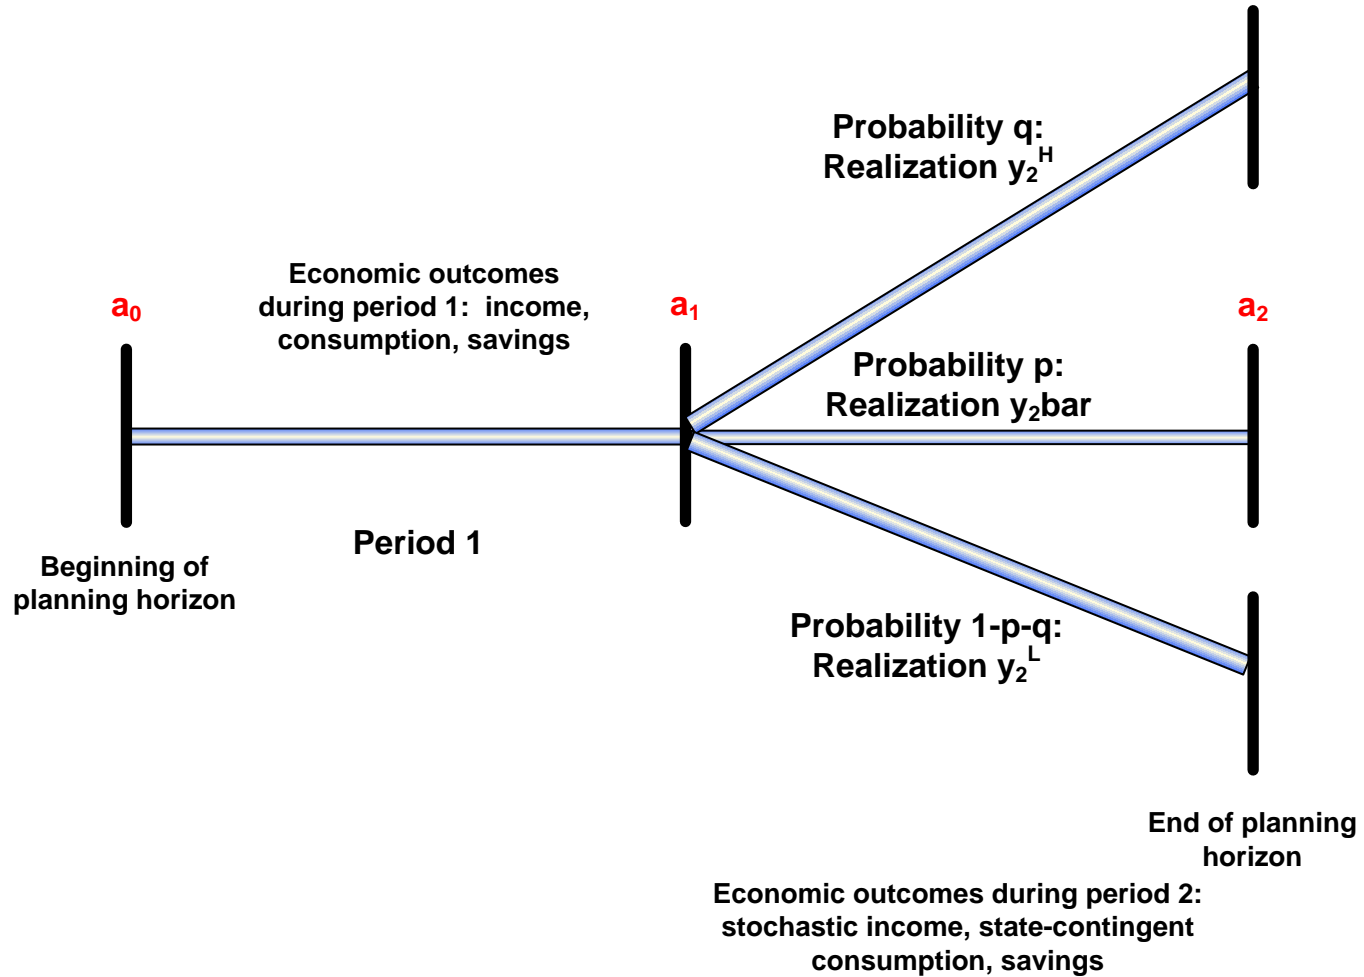 Probability q:
Realization y₂ᴴ
Economic outcomes
during period 1: income,
consumption, savings
a₀
a₁
a₂
Probability p:
Realization y₂bar
Period 1
Beginning of
planning horizon
Probability 1-p-q:
Realization y₂ᴸ
End of planning
horizon
Economic outcomes during period 2:
stochastic income, state-contingent
consumption, savings